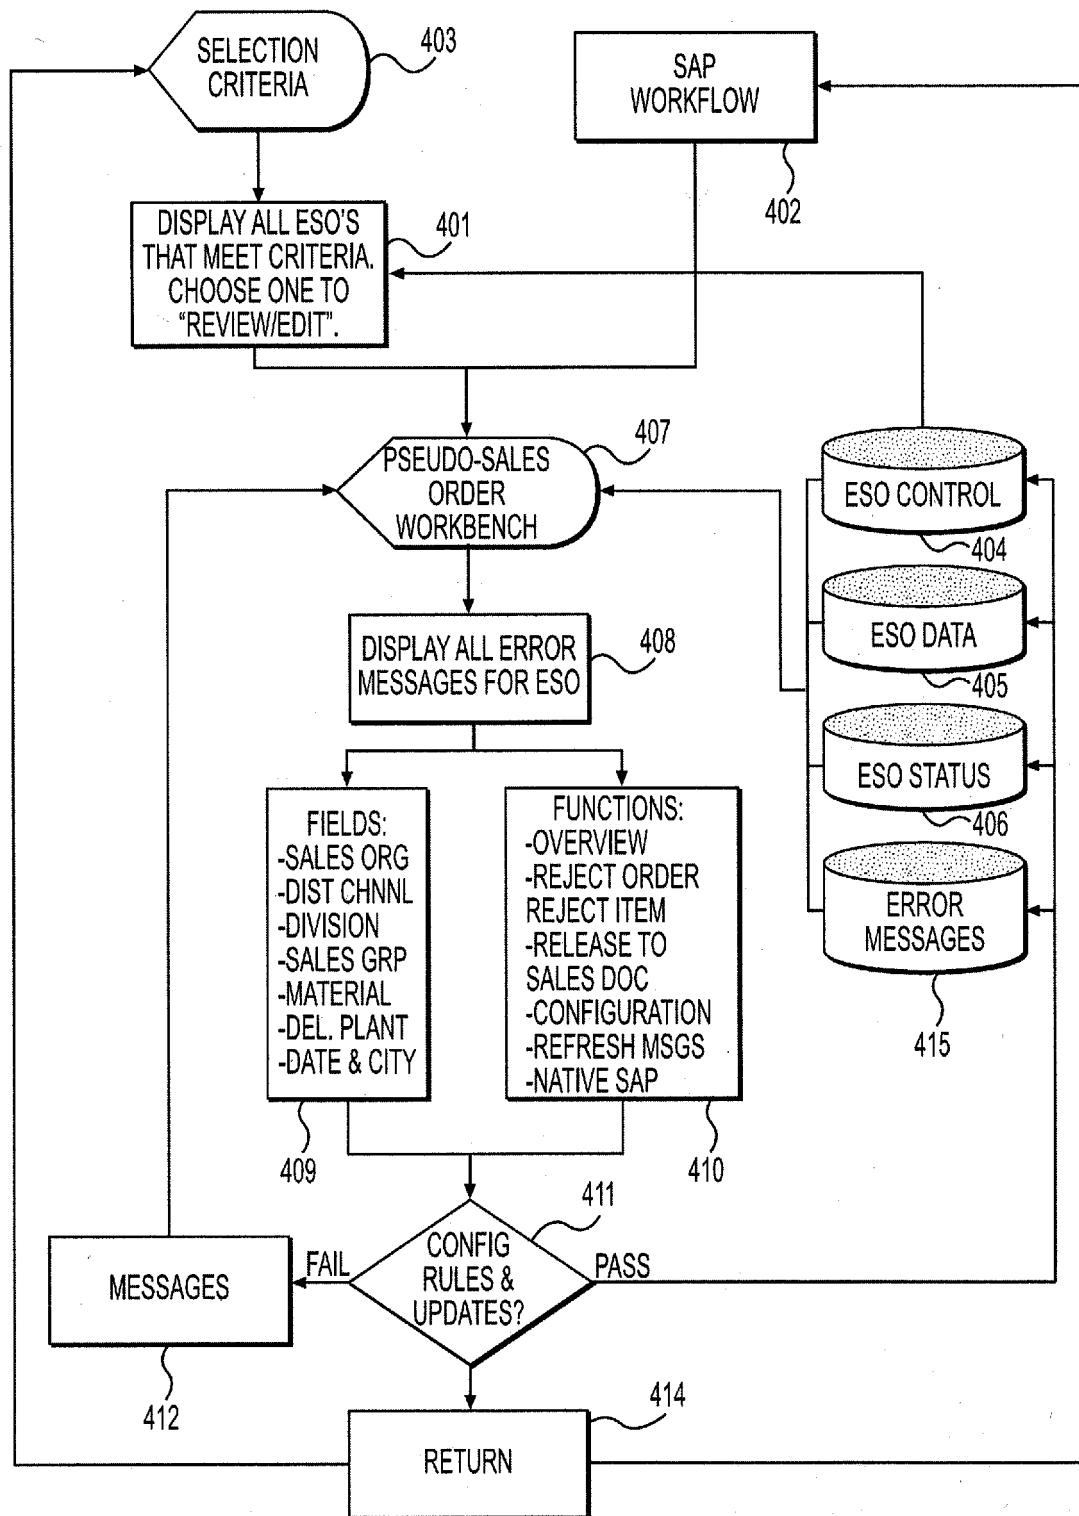 SELECTION
CRITERIA
403
SAP
WORKFLOW
402
DISPLAY ALL ESO'S
THAT MEET CRITERIA.
CHOOSE ONE TO
"REVIEW/EDIT".
401
PSEUDO-SALES
ORDER
WORKBENCH
407
ESO CONTROL
404
ESO DATA
405
ESO STATUS
406
ERROR
MESSAGES
415
DISPLAY ALL ERROR
MESSAGES FOR ESO
408
FIELDS:
-SALES ORG
-DIST CHNNL
-DIVISION
-SALES GRP
-MATERIAL
-DEL. PLANT
-DATE & CITY
409
FUNCTIONS:
-OVERVIEW
-REJECT ORDER
REJECT ITEM
-RELEASE TO
SALES DOC
-CONFIGURATION
-REFRESH MSGS
-NATIVE SAP
410
CONFIG
RULES &
UPDATES?
411
FAIL
PASS
MESSAGES
412
RETURN
414